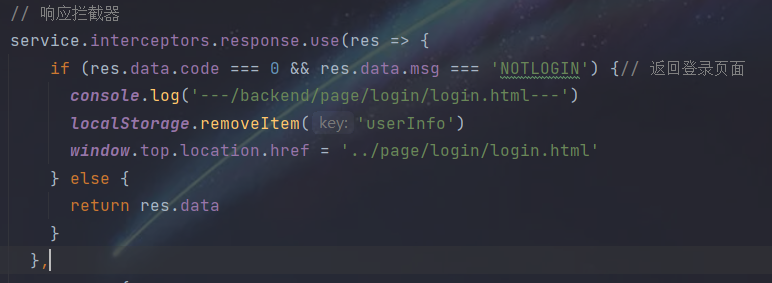 // 响应拦截器
service.interceptors.response.use(res => {
if (res.data.code === 0 && res.data.msg === 'NOTLOGIN') {// 返回登录页面
console.log('---/backend/page/login/login.html---')
localStorage.removeItem( key: 'userInfo')
window.top.location.href = '../page/login/login.html'
} else {
return res.data
}
},